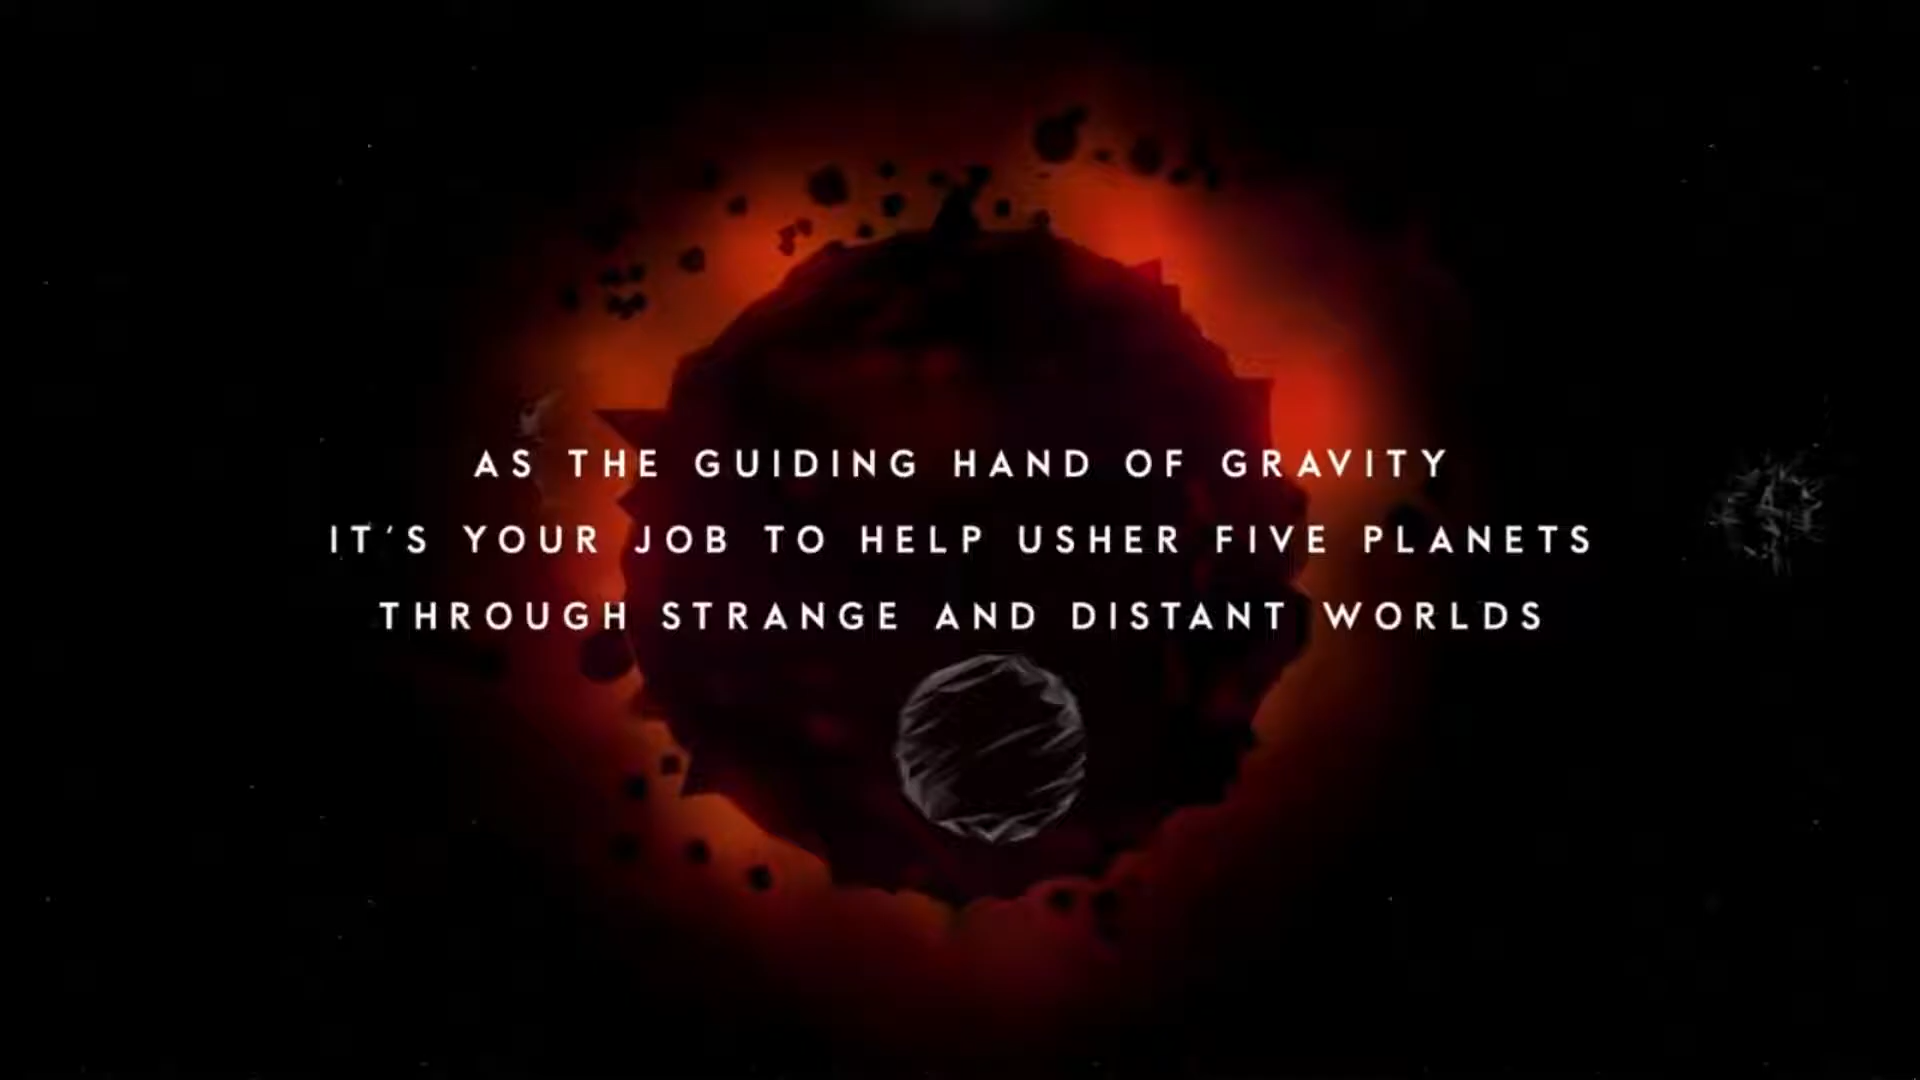 AS THE GUIDING HAND OF GRAVITY
IT'S YOUR JOB TO HELP USHER FIVE PLANETS
THROUGH STRANGE AND DISTANT WORLDS